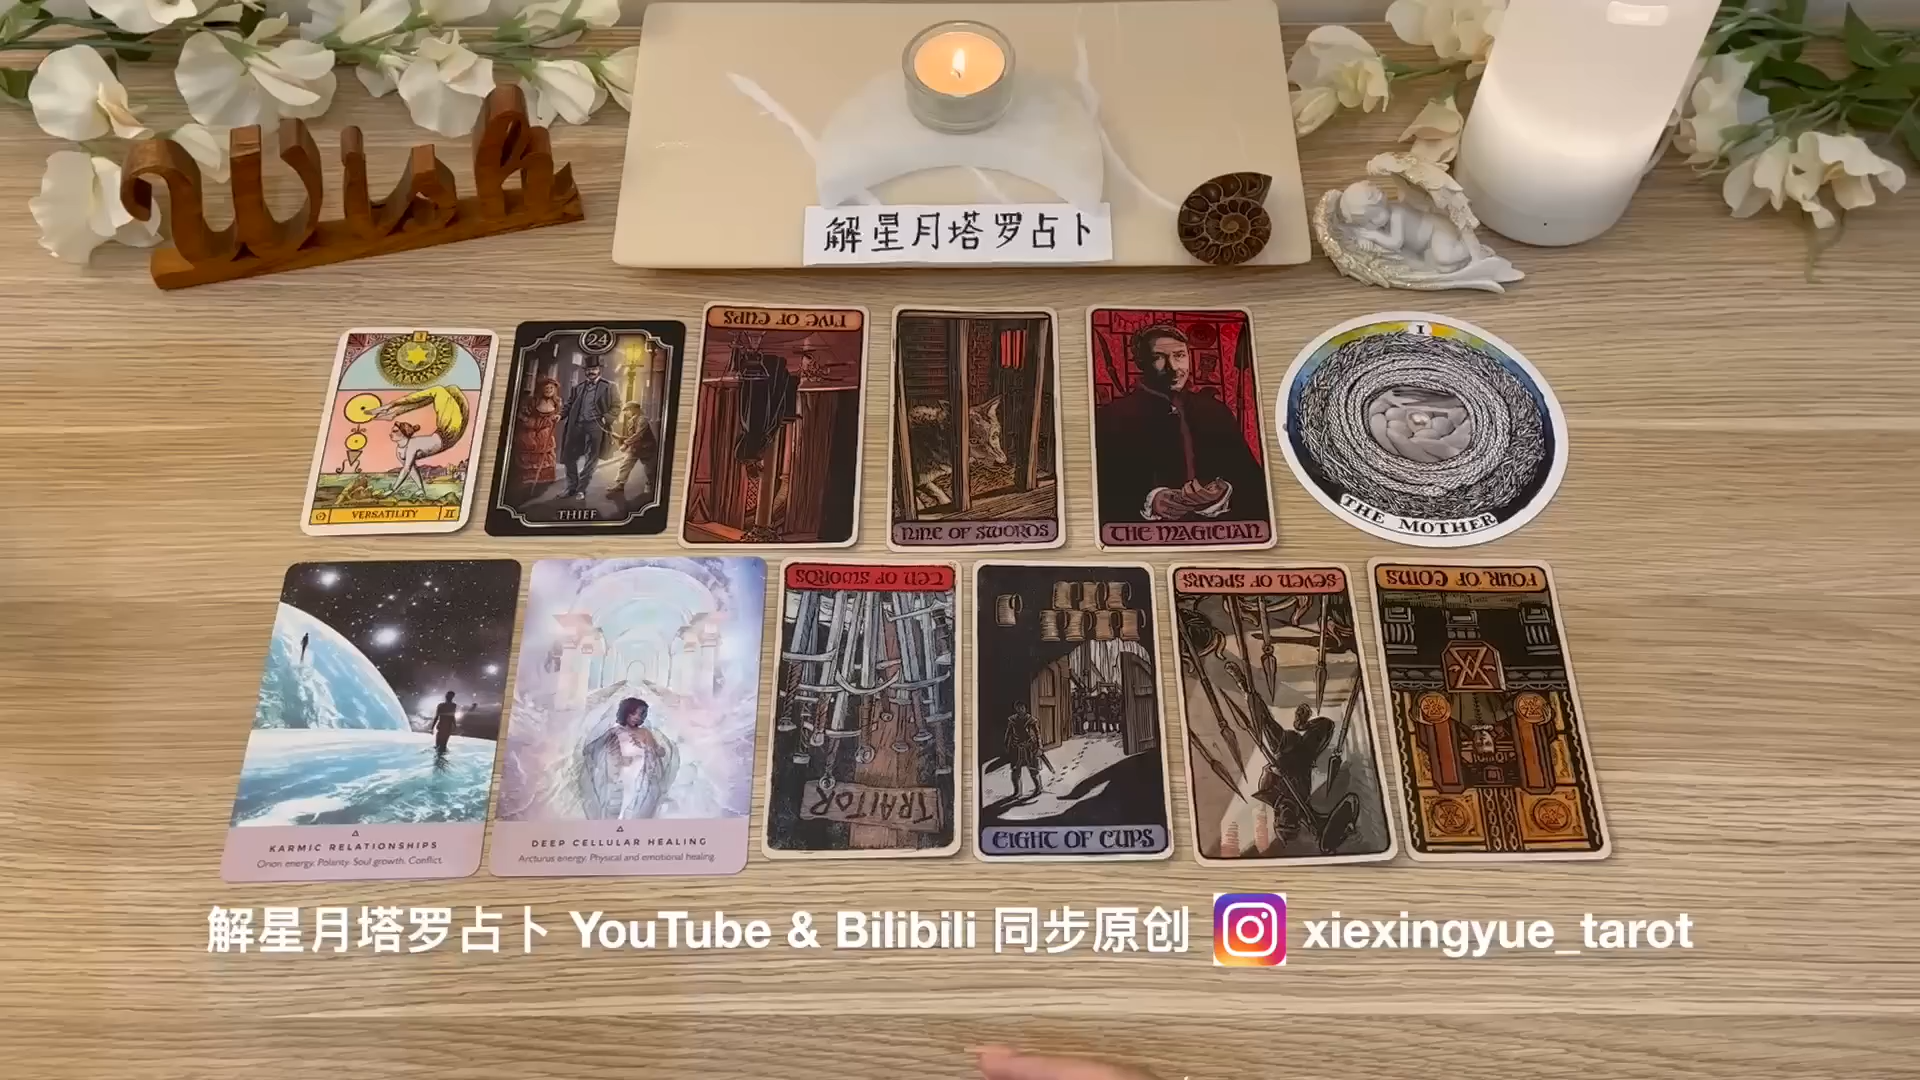 Wish
解星月塔罗占卜
VERSATILITY
II
24
THIEF
FIVE OF CUPS
NINE OF SWORDS
THE MAGICIAN
I
THE MOTHER
KARMIC RELATIONSHIPS
Orion energy. Polarity. Soul growth. Conflict.
DEEP CELLULAR HEALING
Arcturus energy. Physical and emotional healing.
TEN OF SWORDS
TRAITOR
EIGHT OF CUPS
SEVEN OF SPEARS
FOUR OF COINS
解星月塔罗占卜 YouTube & Bilibili 同步原创 xiexingyue_tarot